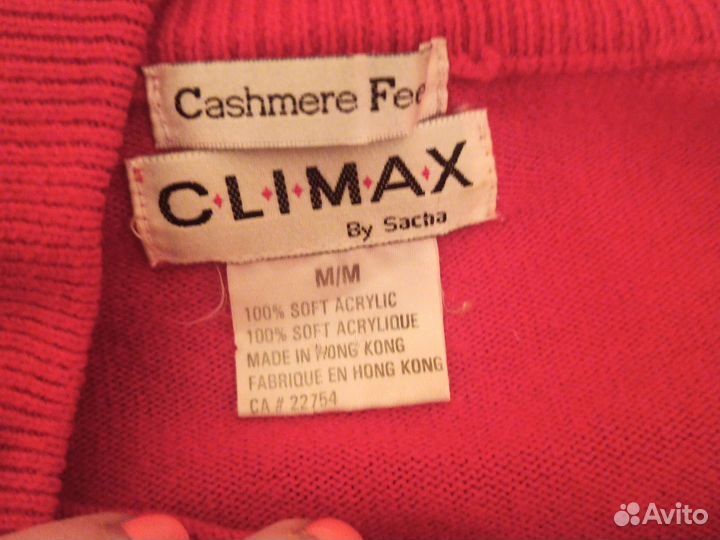 Cashmere Fee
C·L·I·M·A·X
By Sacha
M/M
100% SOFT ACRYLIC
100% SOFT ACRYLIQUE
MADE IN HONG KONG
FABRIQUE EN HONG KONG
CA # 22754
Avito